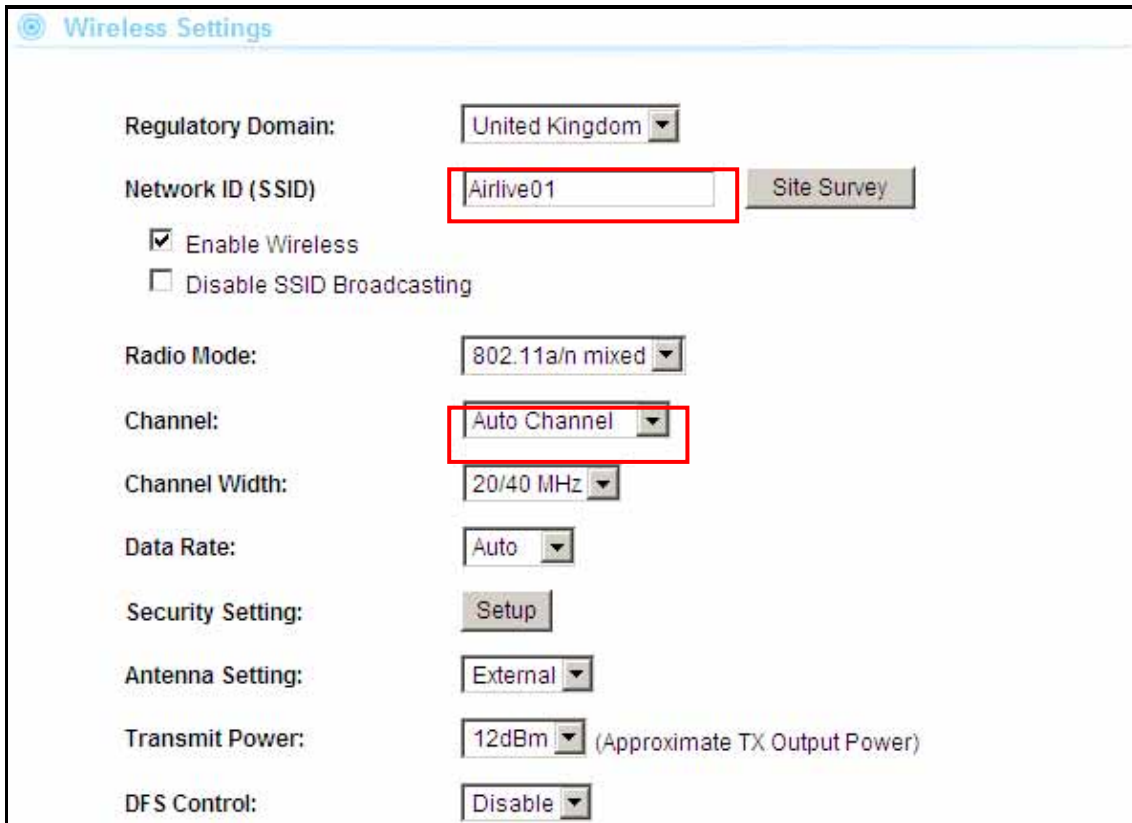 Wireless Settings
Regulatory Domain: United Kingdom
Network ID (SSID) Airlive01 Site Survey
Enable Wireless
Disable SSID Broadcasting
Radio Mode: 802.11a/n mixed
Channel: Auto Channel
Channel Width: 20/40 MHz
Data Rate: Auto
Security Setting: Setup
Antenna Setting: External
Transmit Power: 12dBm (Approximate TX Output Power)
DFS Control: Disable